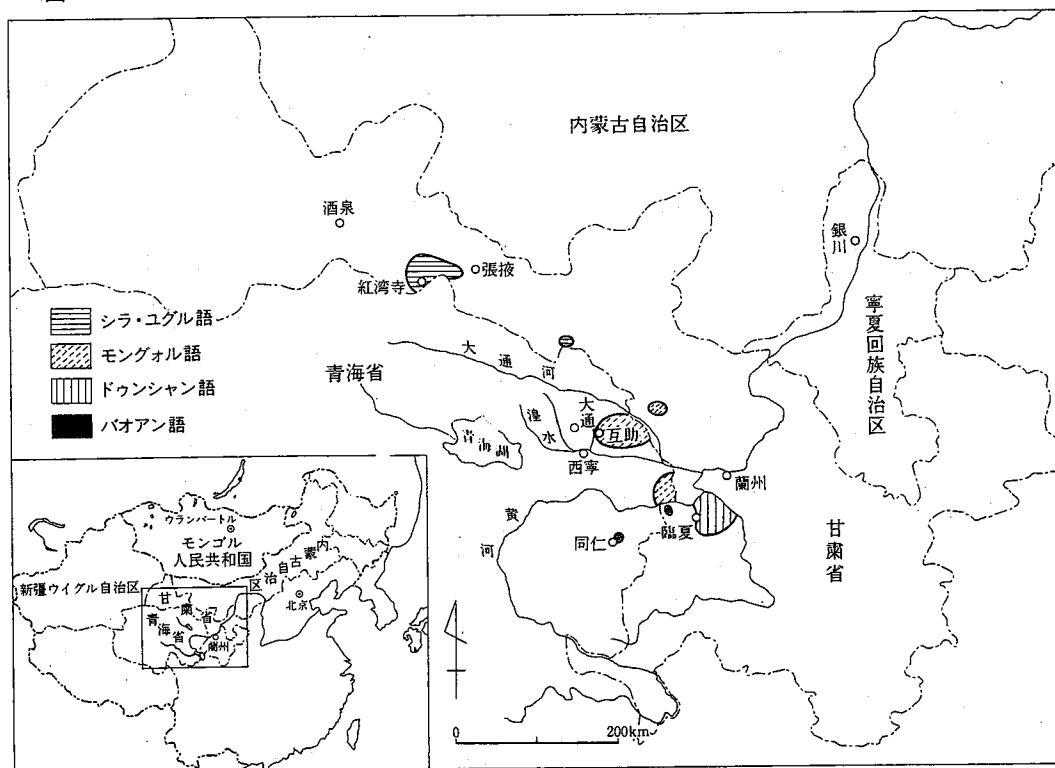 内蒙古自治区
酒泉
銀川
張掖
紅湾寺
寧夏回族自治区
シラ・ユグル語
モングォル語
ドゥンシャン語
バオアン語
大通河
青海省
大通
湟水
互助
青海湖
西寧
蘭州
黄河
臨夏
同仁
甘粛省
ウランバートル
モンゴル
人民共和国
内蒙古自治区
新疆ウイグル自治区
北京
甘粛省
青海省
蘭州
0
200km